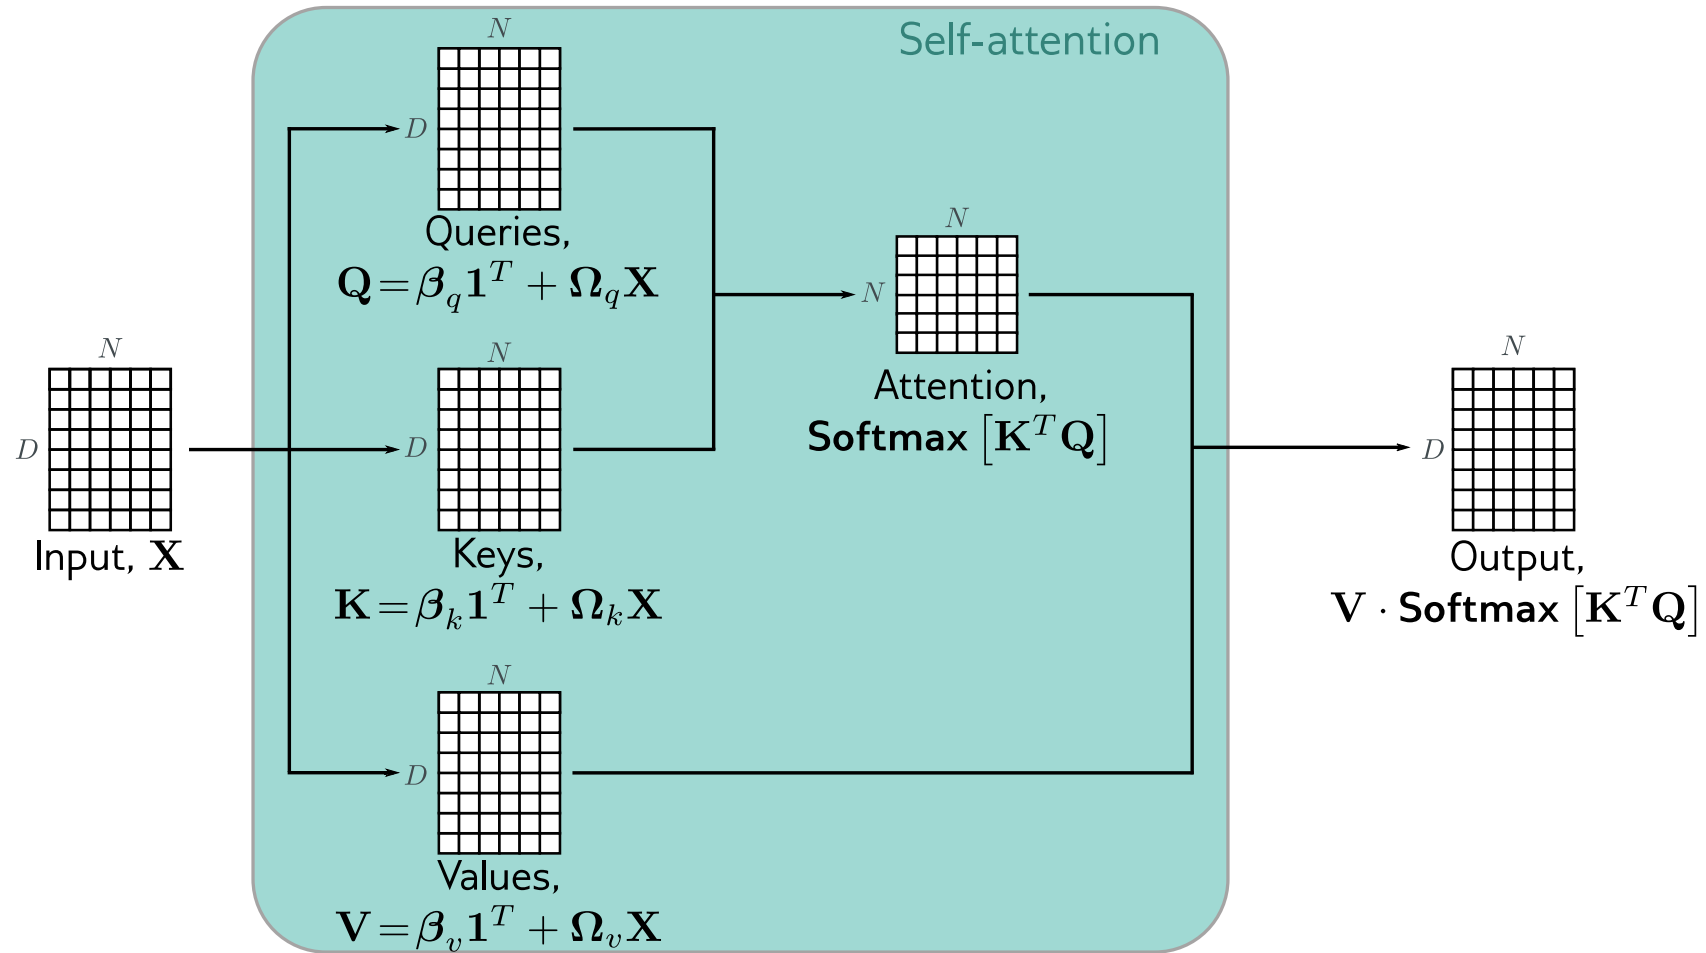 Self-attention
N
D
Queries,
Q = β_q 1^T + Ω_q X
N
D
Input, X
N
D
Keys,
K = β_k 1^T + Ω_k X
N
D
Values,
V = β_v 1^T + Ω_v X
N
N
Attention,
Softmax [K^T Q]
N
D
Output,
V · Softmax [K^T Q]